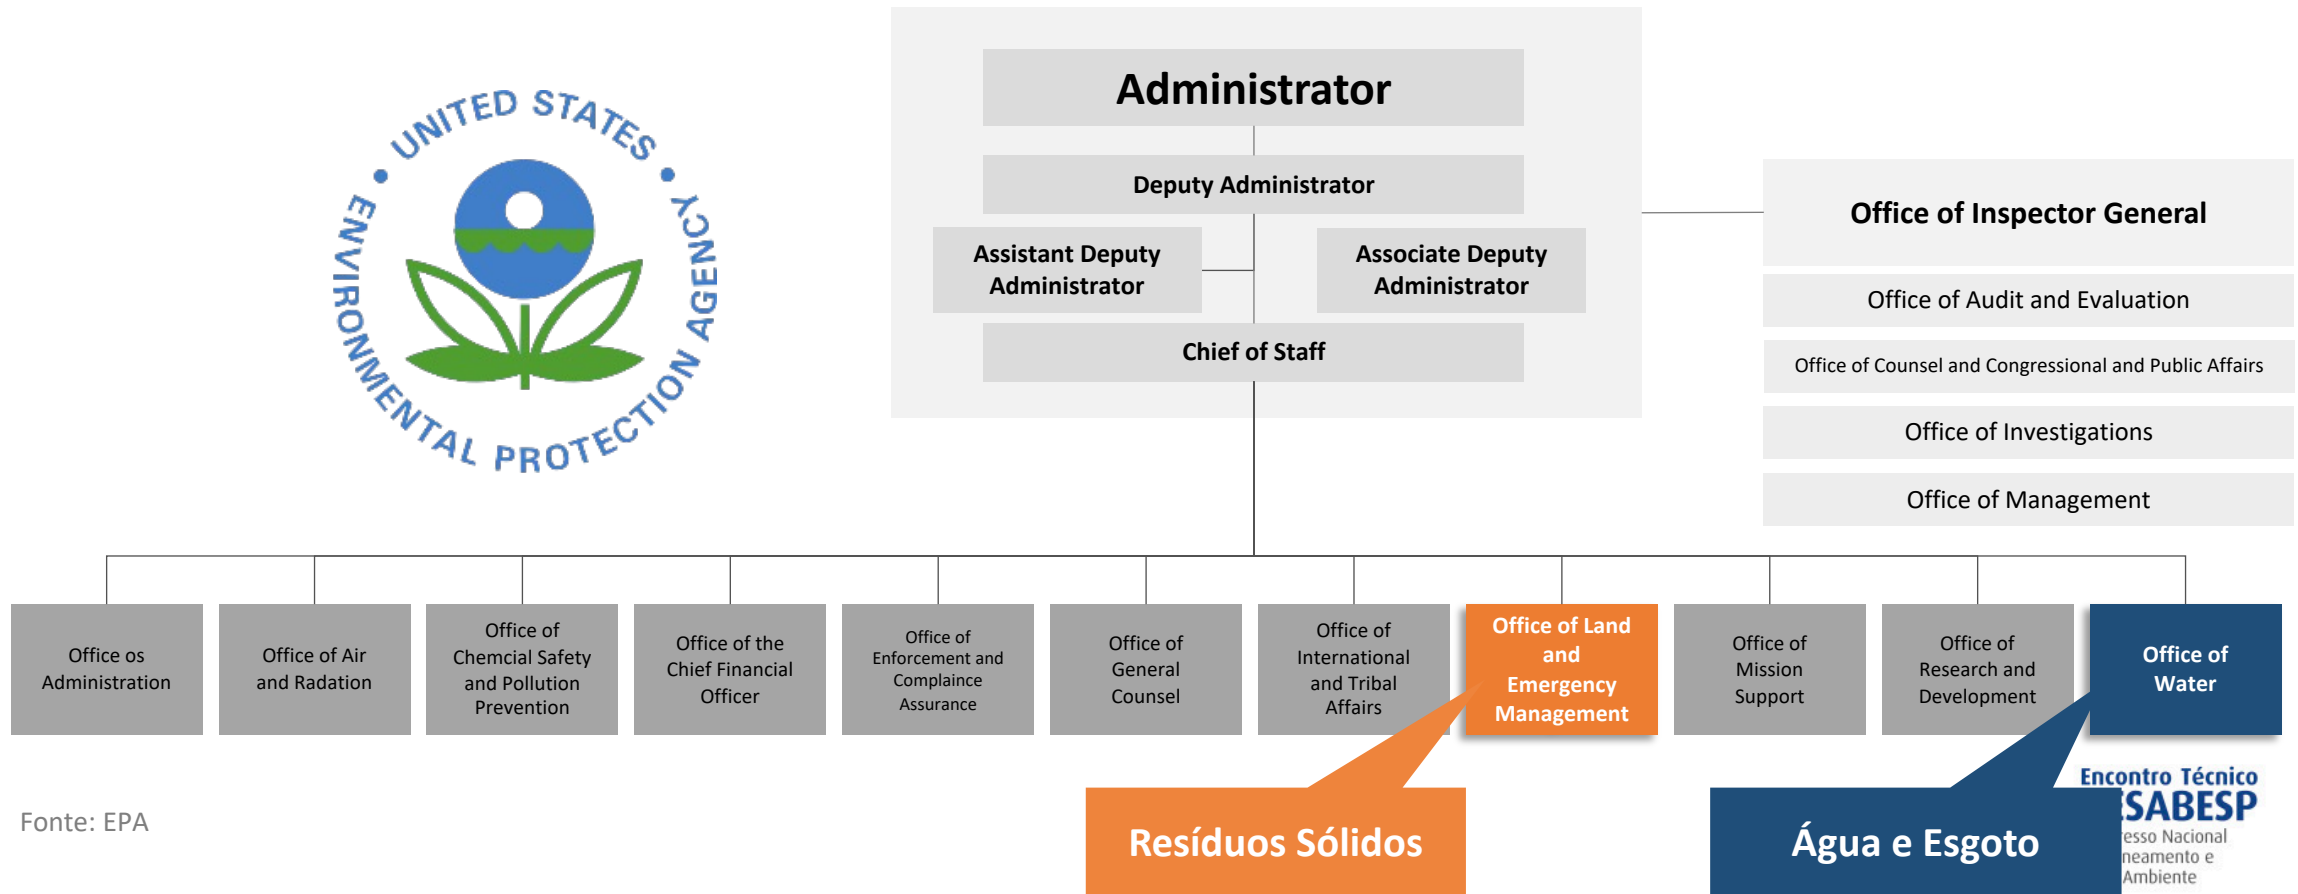 UNITED STATES
ENVIRONMENTAL PROTECTION AGENCY
Administrator
Deputy Administrator
Assistant Deputy
Administrator
Associate Deputy
Administrator
Chief of Staff
Office of Inspector General
Office of Audit and Evaluation
Office of Counsel and Congressional and Public Affairs
Office of Investigations
Office of Management
Office os
Administration
Office of Air
and Radation
Office of
Chemcial Safety
and Pollution
Prevention
Office of the
Chief Financial
Officer
Office of
Enforcement and
Complaince
Assurance
Office of
General
Counsel
Office of
International
and Tribal
Affairs
Office of Land
and
Emergency
Management
Office of
Mission
Support
Office of
Research and
Development
Office of
Water
Resíduos Sólidos
Água e Esgoto
Fonte: EPA
Encontro Técnico
SABESP
Nacional
e
Ambiente